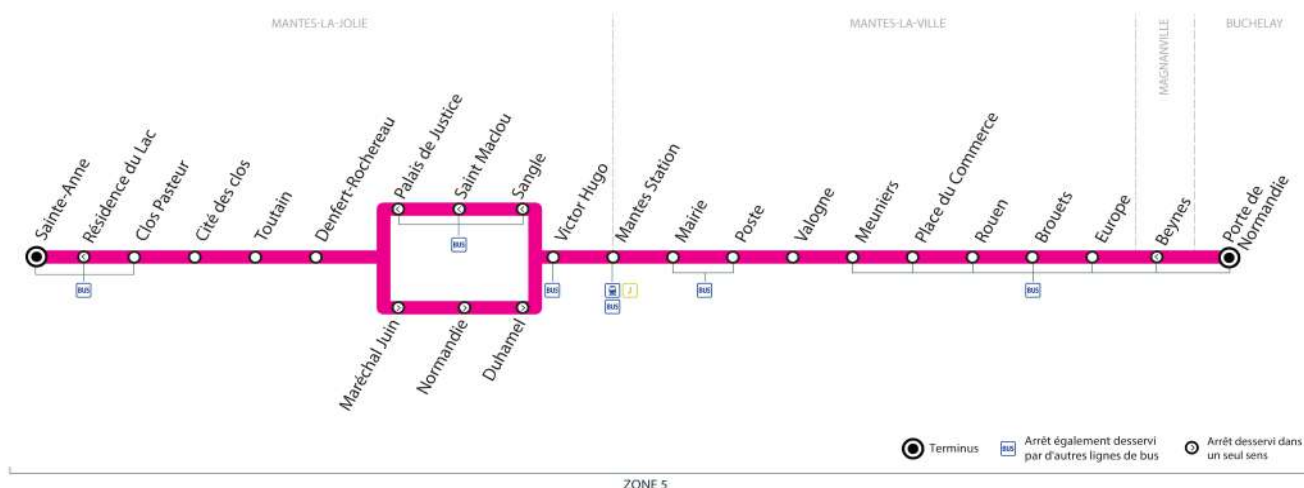 MANTES-LA-JOLIE
MANTES-LA-VILLE
MAGNANVILLE
BUCHELAY
Sainte-Anne
Résidence du Lac
Clos Pasteur
Cité des clos
Toutain
Denfert-Rochereau
Palais de Justice
Saint Maclou
Sangle
Maréchal Juin
Normandie
Duhamel
Victor Hugo
Mantes Station
Mairie
Poste
Valogne
Meuniers
Place du Commerce
Rouen
Brouets
Europe
Beynes
Porte de
Normandie
BUS
BUS
BUS
J
BUS
BUS
BUS
Terminus
BUS
Arrêt également desservi
par d'autres lignes de bus
Arrêt desservi dans
un seul sens
ZONE 5